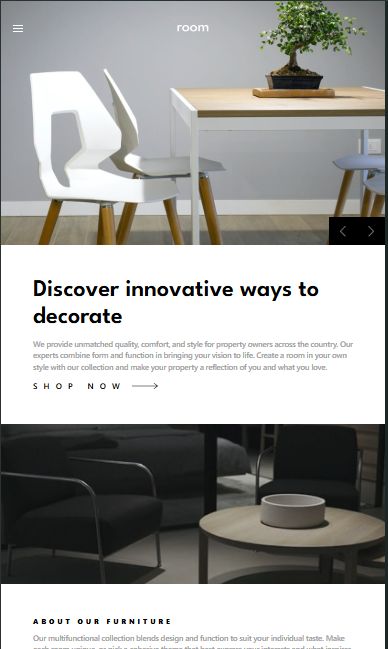 room
Discover innovative ways to
decorate
We provide unmatched quality, comfort, and style for property owners across the country. Our
experts combine form and function in bringing your vision to life. Create a room in your own
style with our collection and make your property a reflection of you and what you love.
SHOP NOW
ABOUT OUR FURNITURE
Our multifunctional collection blends design and function to suit your individual taste. Make
each room unique, or pick a cohesive theme that best express your interests and what inspires